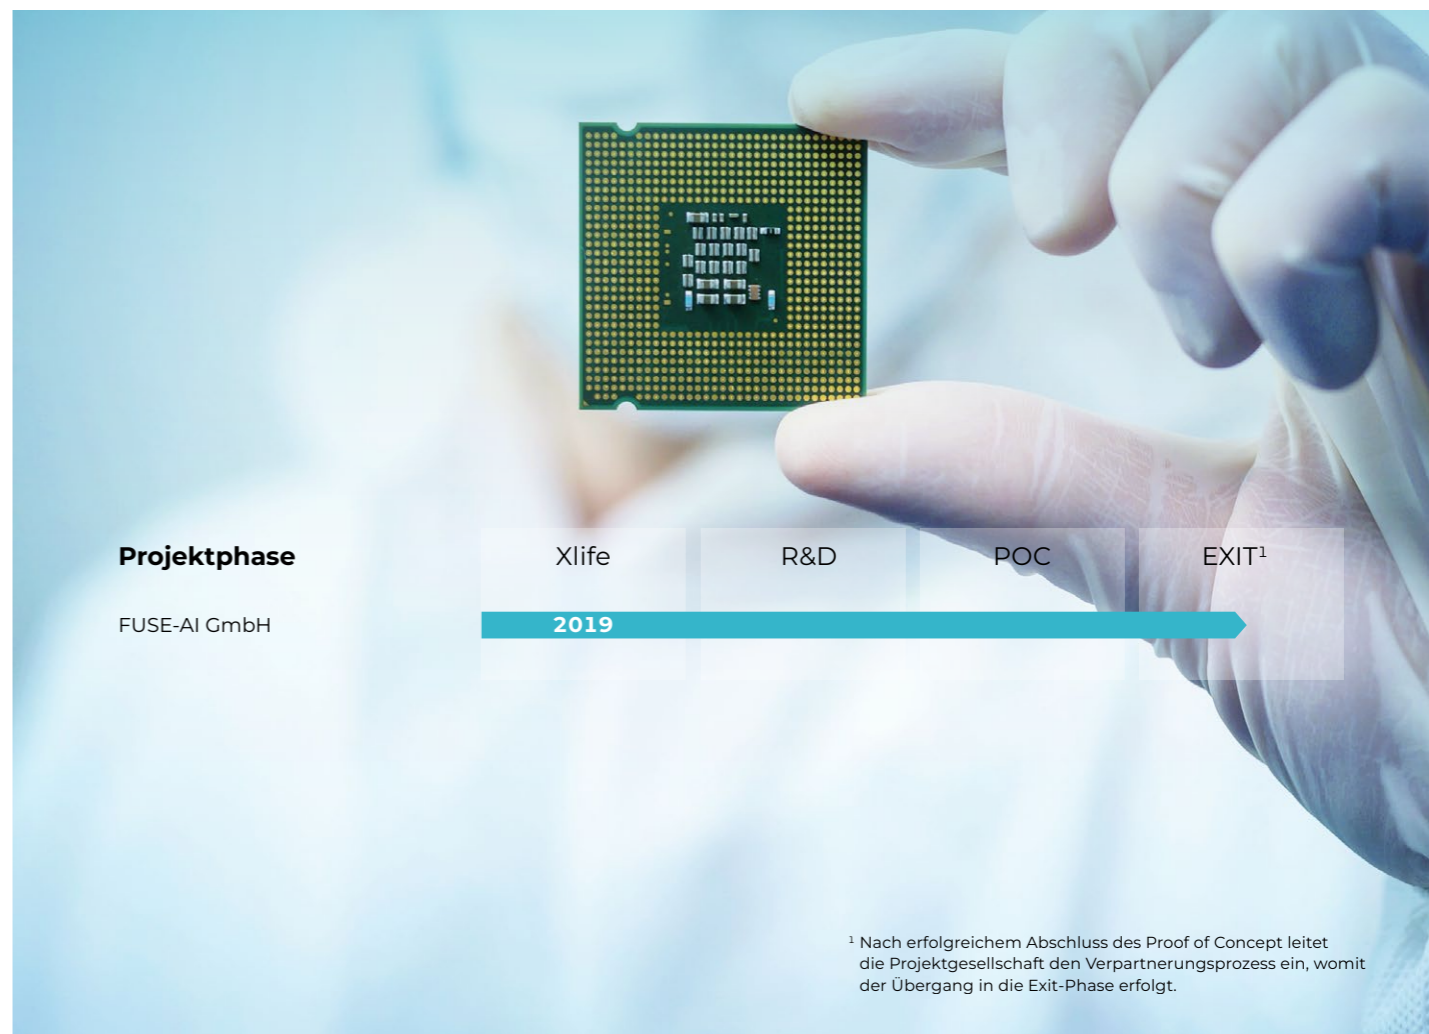 Projektphase Xlife R&D POC EXIT¹
FUSE-AI GmbH 2019
¹ Nach erfolgreichem Abschluss des Proof of Concept leitet
die Projektgesellschaft den Verpartnerungsprozess ein, womit
der Übergang in die Exit-Phase erfolgt.